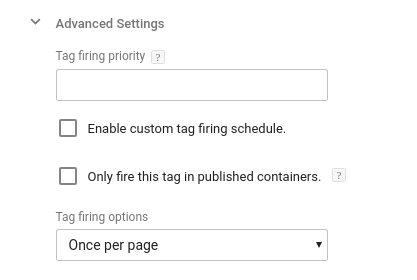 Advanced Settings
Tag firing priority ?
Enable custom tag firing schedule.
Only fire this tag in published containers. ?
Tag firing options
Once per page